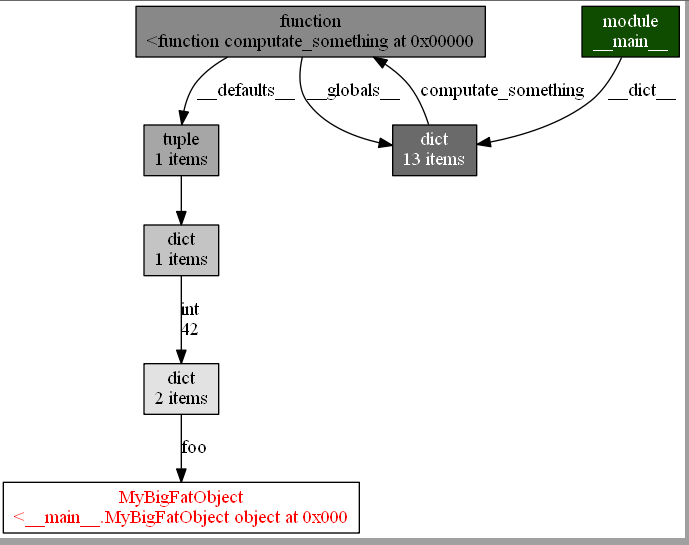 function
<function computate_something at 0x00000
module
__main__
__defaults__
__globals__
computate_something
__dict__
tuple
1 items
dict
13 items
dict
1 items
int
42
dict
2 items
foo
MyBigFatObject
<__main__.MyBigFatObject object at 0x000